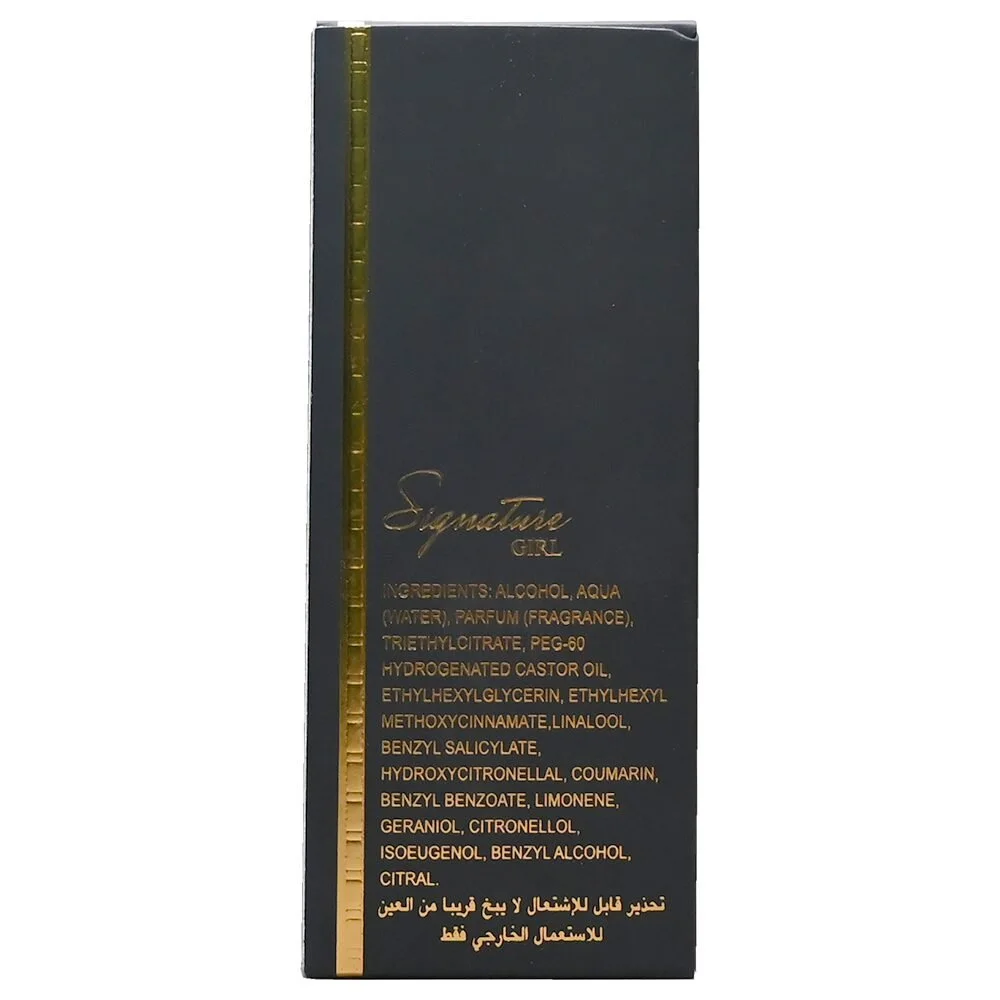 Signature
GIRL
INGREDIENTS: ALCOHOL, AQUA
(WATER), PARFUM (FRAGRANCE),
TRIETHYLCITRATE, PEG-60
HYDROGENATED CASTOR OIL,
ETHYLHEXYLGLYCERIN, ETHYLHEXYL
METHOXYCINNAMATE,LINALOOL,
BENZYL SALICYLATE,
HYDROXYCITRONELLAL, COUMARIN,
BENZYL BENZOATE, LIMONENE,
GERANIOL, CITRONELLOL,
ISOEUGENOL, BENZYL ALCOHOL,
CITRAL.
تحذير قابل للإشتعال لا يبخ قريبا من العين
للاستعمال الخارجي فقط